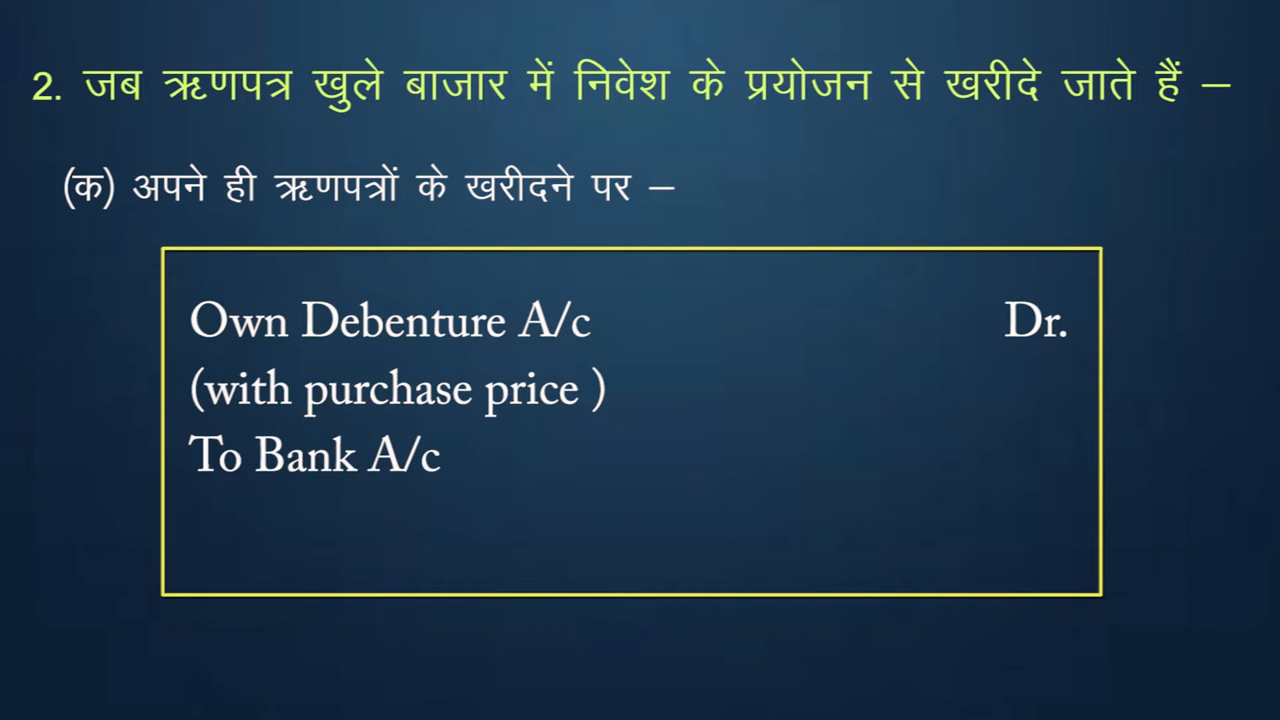 2. जब ऋणपत्र खुले बाजार में निवेश के प्रयोजन से खरीदे जाते हैं –
(क) अपने ही ऋणपत्रों के खरीदने पर –
Own Debenture A/c Dr.
(with purchase price )
To Bank A/c